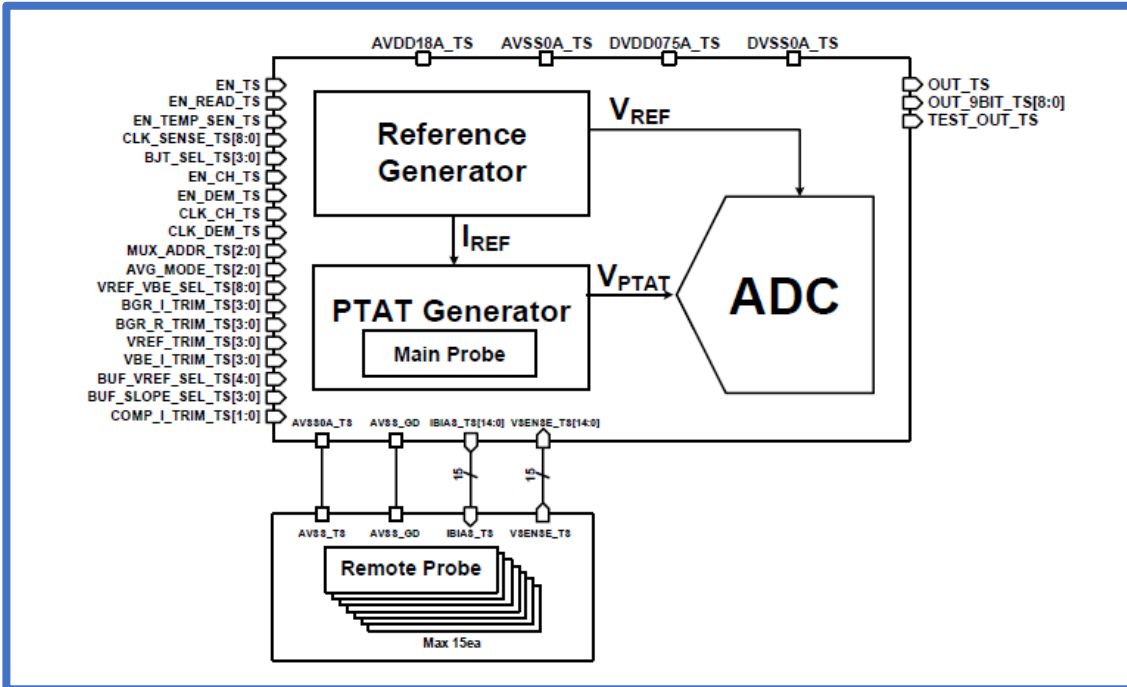 AVDD18A_TS AVSS0A_TS DVDD075A_TS DVSS0A_TS
EN_TS
EN_READ_TS
EN_TEMP_SEN_TS
CLK_SENSE_TS[8:0]
BJT_SEL_TS[3:0]
EN_CH_TS
EN_DEM_TS
CLK_CH_TS
CLK_DEM_TS
MUX_ADDR_TS[2:0]
AVG_MODE_TS[2:0]
VREF_VBE_SEL_TS[8:0]
BGR_I_TRIM_TS[3:0]
BGR_R_TRIM_TS[3:0]
VREF_TRIM_TS[3:0]
VBE_I_TRIM_TS[3:0]
BUF_VREF_SEL_TS[4:0]
BUF_SLOPE_SEL_TS[3:0]
COMP_I_TRIM_TS[1:0]
OUT_TS
OUT_9BIT_TS[8:0]
TEST_OUT_TS
Reference
Generator
VREF
IREF
PTAT Generator
Main Probe
VPTAT
ADC
AVSS0A_TS AVSS_GD IBIAS_TS[14:0] VSENSE_TS[14:0]
15 15
AVSS_TS AVSS_GD IBIAS_TS VSENSE_TS
Remote Probe
Max 15ea